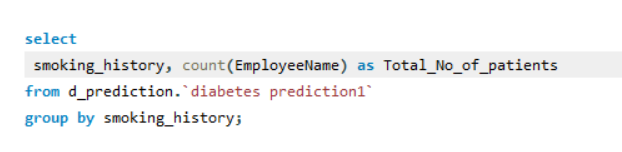 select
smoking_history, count(EmployeeName) as Total_No_of_patients
from d_prediction.`diabetes prediction1`
group by smoking_history;